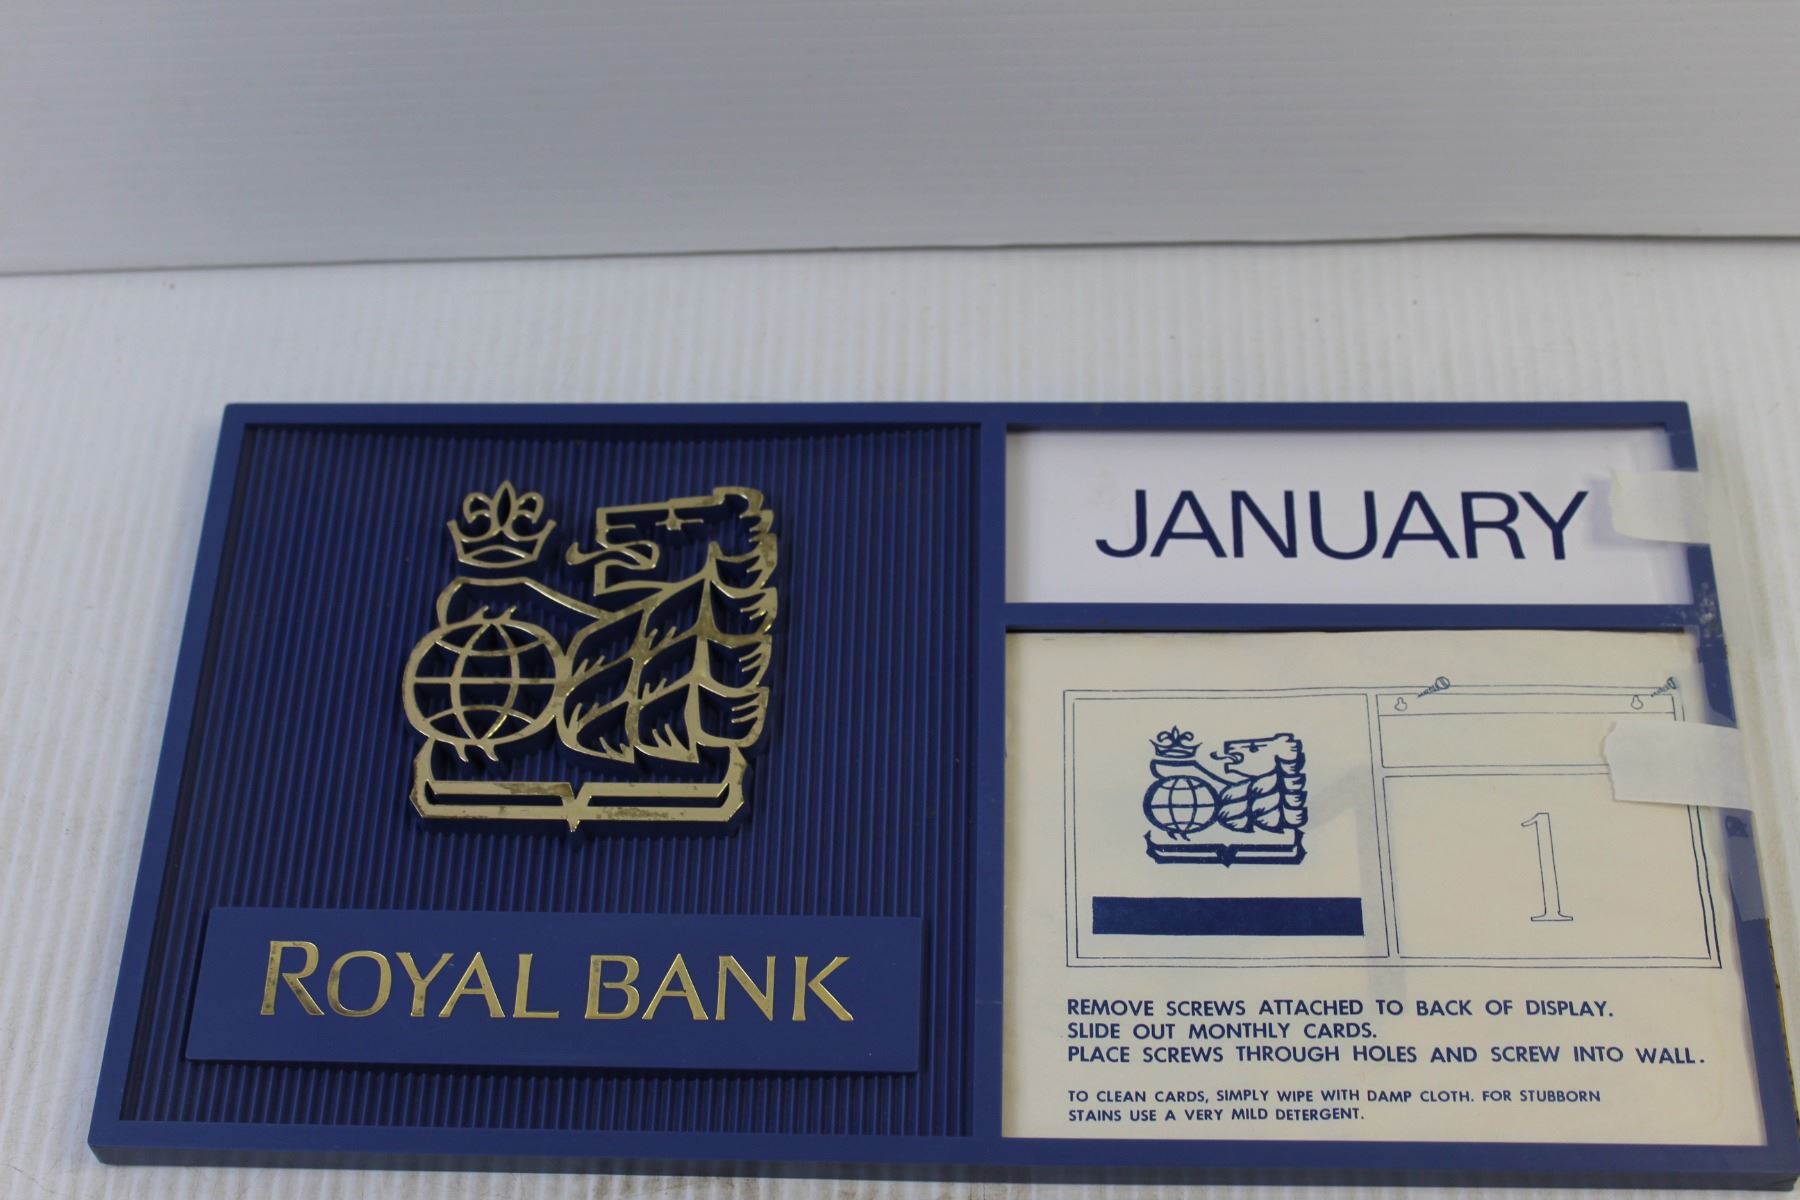 ROYAL BANK
JANUARY
1
REMOVE SCREWS ATTACHED TO BACK OF DISPLAY.
SLIDE OUT MONTHLY CARDS.
PLACE SCREWS THROUGH HOLES AND SCREW INTO WALL.
TO CLEAN CARDS, SIMPLY WIPE WITH DAMP CLOTH. FOR STUBBORN
STAINS USE A VERY MILD DETERGENT.